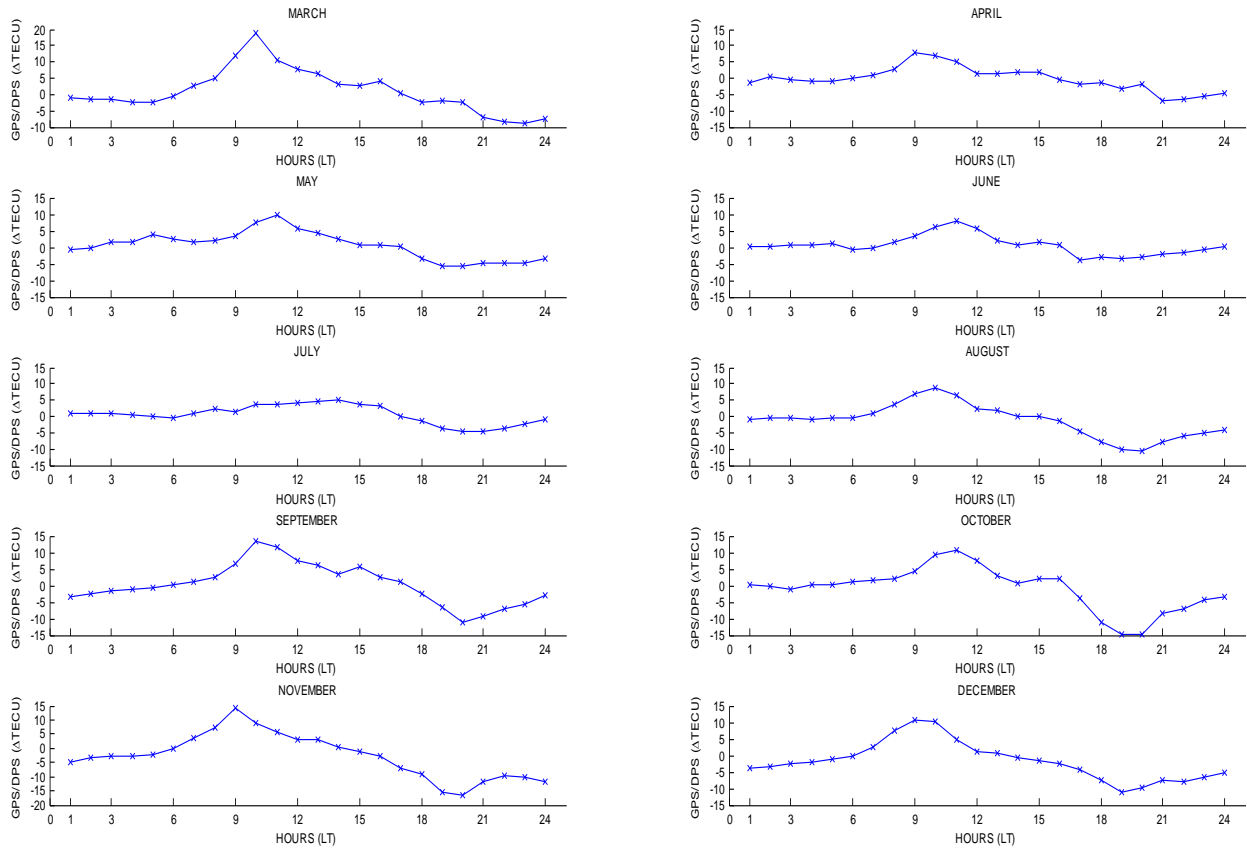 MARCH
GPS/DPS (ΔTECU)
20
15
10
5
0
-5
-10
0 1 3 6 9 12 15 18 21 24
HOURS (LT)
APRIL
GPS/DPS (ΔTECU)
15
10
5
0
-5
-10
-15
0 1 3 6 9 12 15 18 21 24
HOURS (LT)
MAY
GPS/DPS (ΔTECU)
15
10
5
0
-5
-10
-15
0 1 3 6 9 12 15 18 21 24
HOURS (LT)
JUNE
GPS/DPS (ΔTECU)
15
10
5
0
-5
-10
-15
0 1 3 6 9 12 15 18 21 24
HOURS (LT)
JULY
GPS/DPS (ΔTECU)
15
10
5
0
-5
-10
-15
0 1 3 6 9 12 15 18 21 24
HOURS (LT)
AUGUST
GPS/DPS (ΔTECU)
15
10
5
0
-5
-10
-15
0 1 3 6 9 12 15 18 21 24
HOURS (LT)
SEPTEMBER
GPS/DPS (ΔTECU)
15
10
5
0
-5
-10
-15
0 1 3 6 9 12 15 18 21 24
HOURS (LT)
OCTOBER
GPS/DPS (ΔTECU)
15
10
5
0
-5
-10
-15
0 1 3 6 9 12 15 18 21 24
HOURS (LT)
NOVEMBER
GPS/DPS (ΔTECU)
15
10
5
0
-5
-10
-15
-20
0 1 3 6 9 12 15 18 21 24
HOURS (LT)
DECEMBER
GPS/DPS (ΔTECU)
15
10
5
0
-5
-10
-15
0 1 3 6 9 12 15 18 21 24
HOURS (LT)